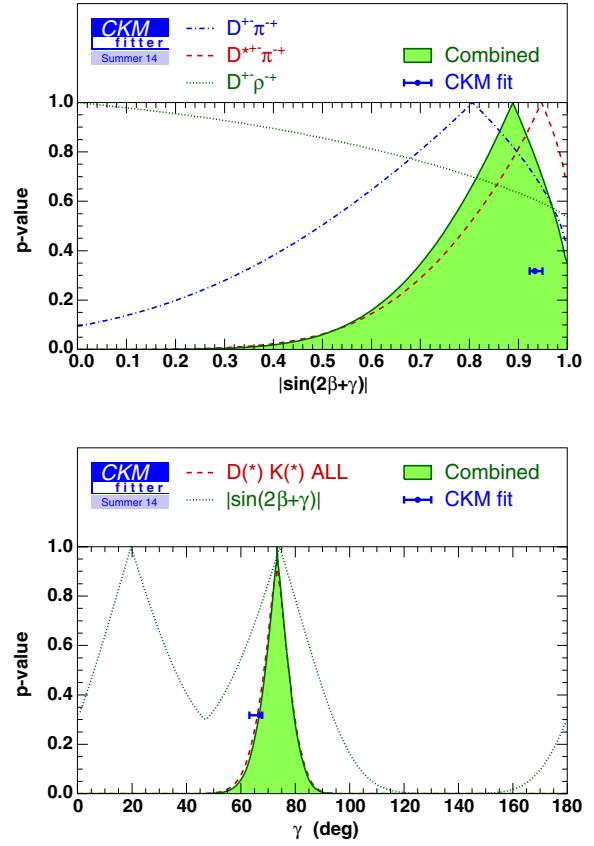 CKM
fitter
Summer 14
D⁺⁻π⁻⁺
D*⁺⁻π⁻⁺
D⁺⁻ρ⁻⁺
Combined
CKM fit
1.0
0.8
0.6
0.4
0.2
0.0
p-value
0.0 0.1 0.2 0.3 0.4 0.5 0.6 0.7 0.8 0.9 1.0
|sin(2β+γ)|
CKM
fitter
Summer 14
D(*) K(*) ALL
|sin(2β+γ)|
Combined
CKM fit
1.0
0.8
0.6
0.4
0.2
0.0
p-value
0 20 40 60 80 100 120 140 160 180
γ (deg)